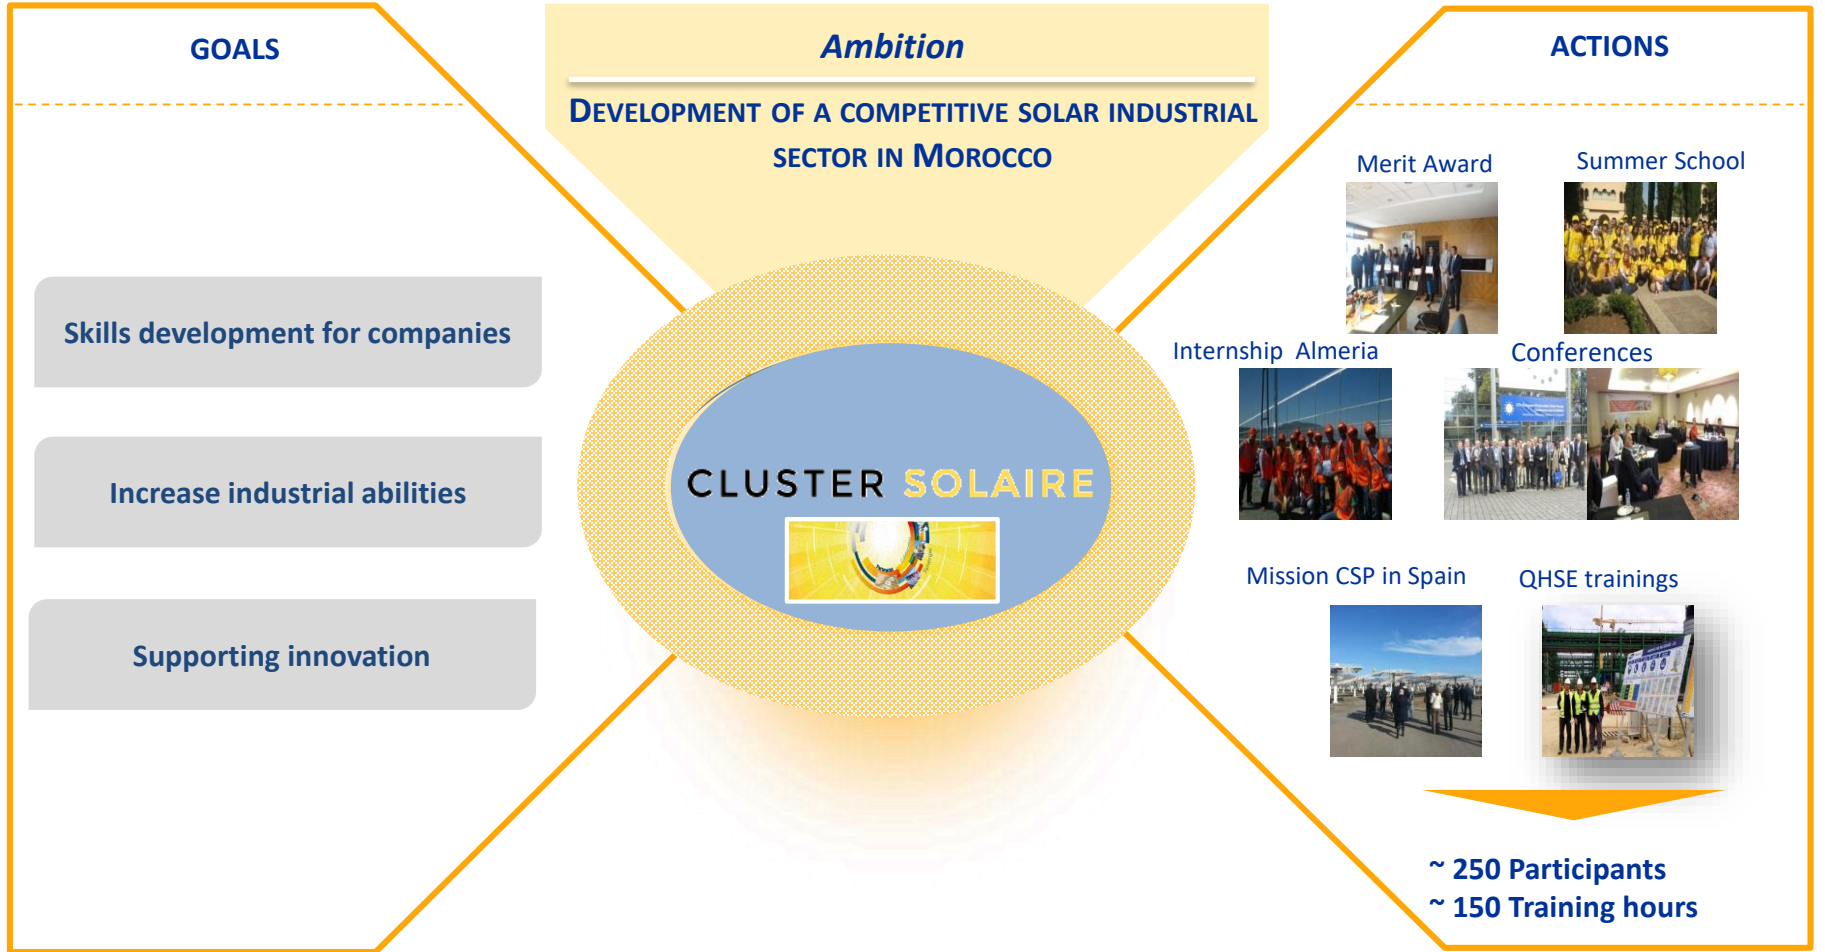 GOALS
Skills development for companies
Increase industrial abilities
Supporting innovation
Ambition
DEVELOPMENT OF A COMPETITIVE SOLAR INDUSTRIAL
SECTOR IN MOROCCO
CLUSTER SOLAIRE
ACTIONS
Merit Award
Summer School
Internship Almeria
Conferences
Mission CSP in Spain
QHSE trainings
~ 250 Participants
~ 150 Training hours